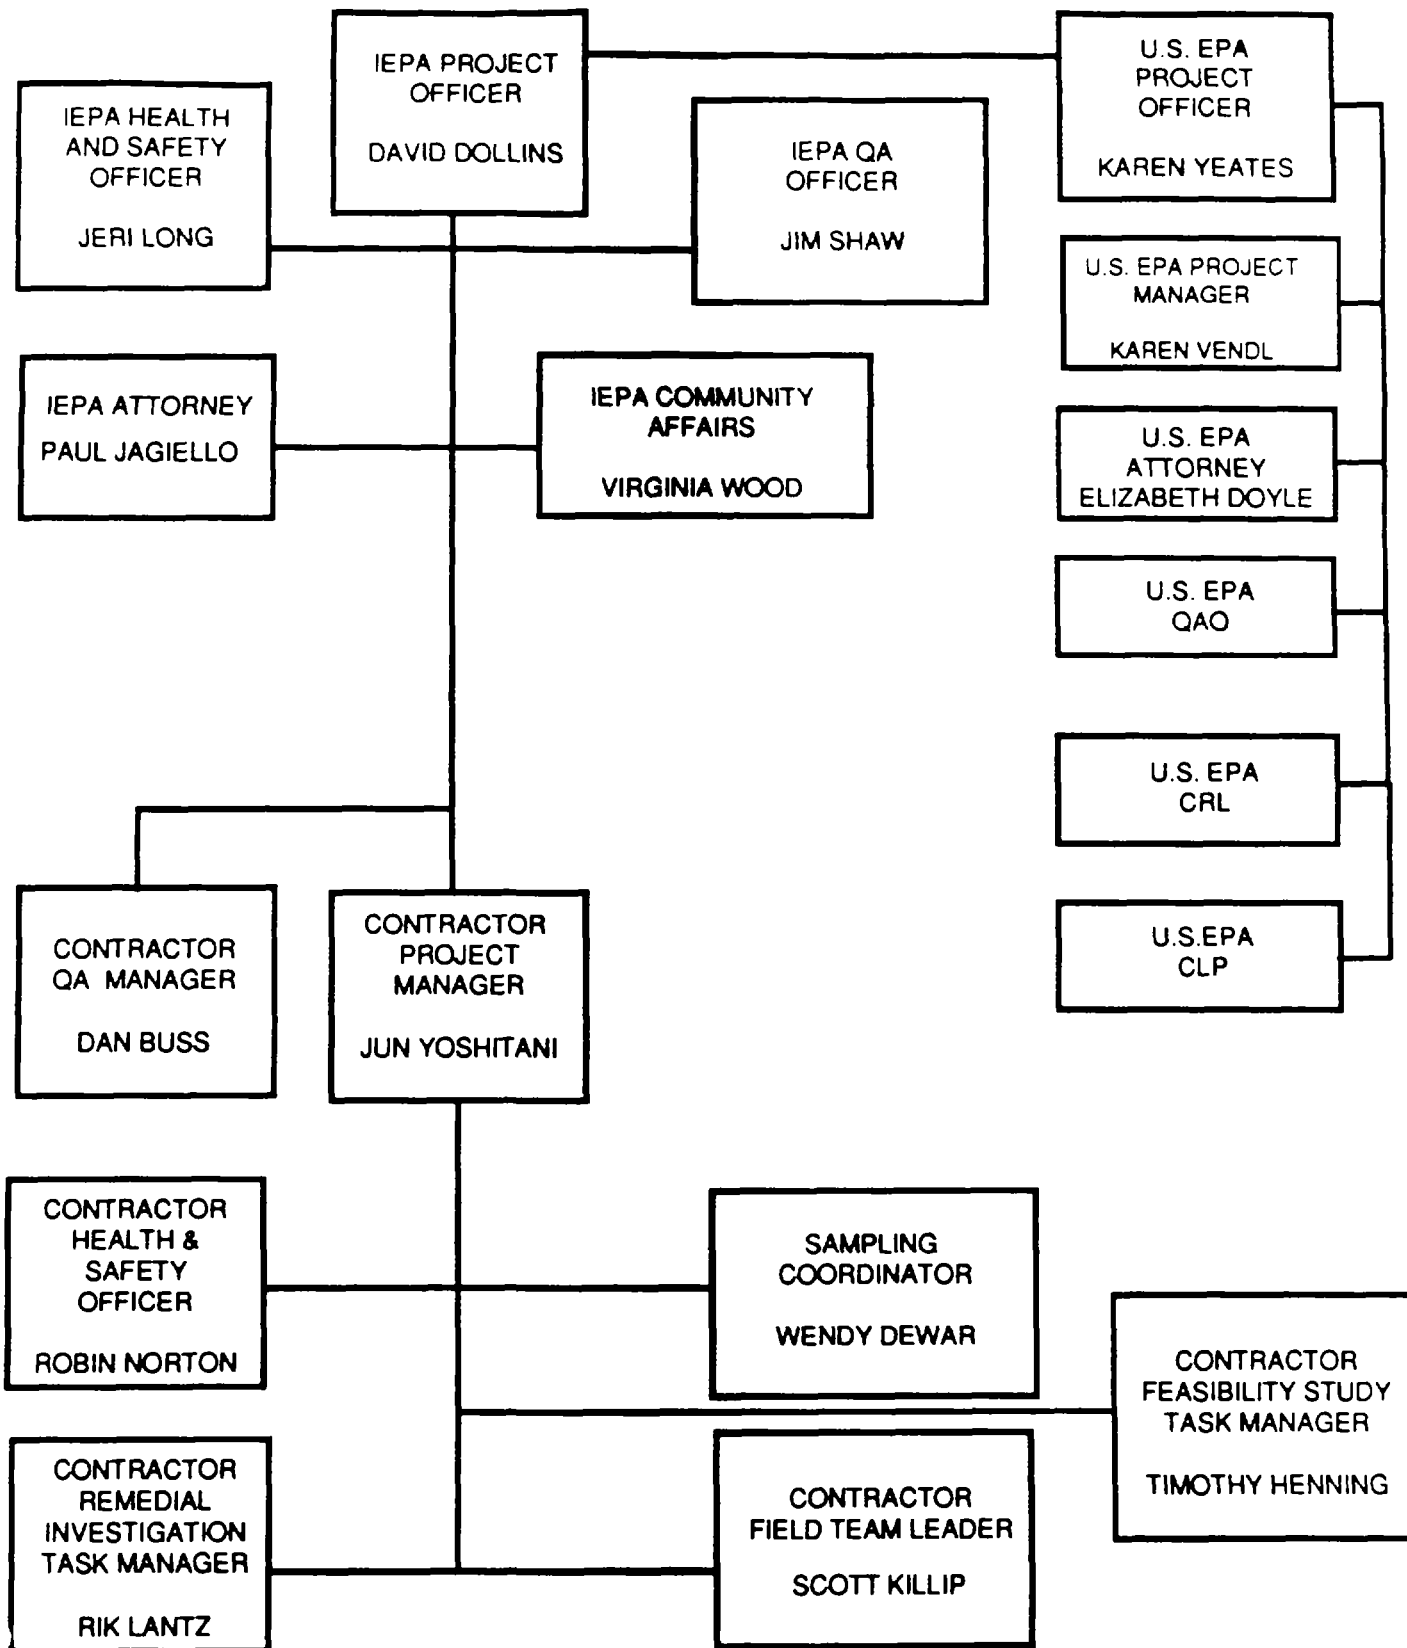 IEPA PROJECT
OFFICER
DAVID DOLLINS
U.S. EPA
PROJECT
OFFICER
KAREN YEATES
IEPA HEALTH
AND SAFETY
OFFICER
JERI LONG
IEPA QA
OFFICER
JIM SHAW
U.S. EPA PROJECT
MANAGER
KAREN VENDL
IEPA ATTORNEY
PAUL JAGIELLO
IEPA COMMUNITY
AFFAIRS
VIRGINIA WOOD
U.S. EPA
ATTORNEY
ELIZABETH DOYLE
U.S. EPA
QAO
U.S. EPA
CRL
U.S.EPA
CLP
CONTRACTOR
QA MANAGER
DAN BUSS
CONTRACTOR
PROJECT
MANAGER
JUN YOSHITANI
CONTRACTOR
HEALTH &
SAFETY
OFFICER
ROBIN NORTON
SAMPLING
COORDINATOR
WENDY DEWAR
CONTRACTOR
FEASIBILITY STUDY
TASK MANAGER
TIMOTHY HENNING
CONTRACTOR
REMEDIAL
INVESTIGATION
TASK MANAGER
RIK LANTZ
CONTRACTOR
FIELD TEAM LEADER
SCOTT KILLIP